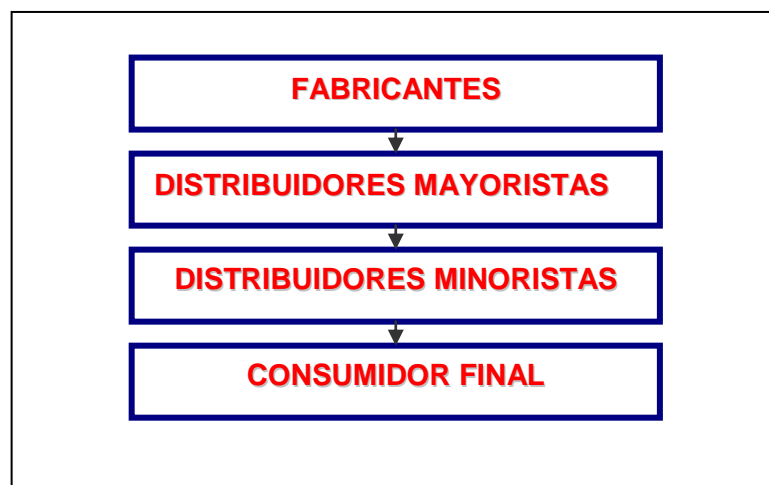 FABRICANTES
DISTRIBUIDORES MAYORISTAS
DISTRIBUIDORES MINORISTAS
CONSUMIDOR FINAL